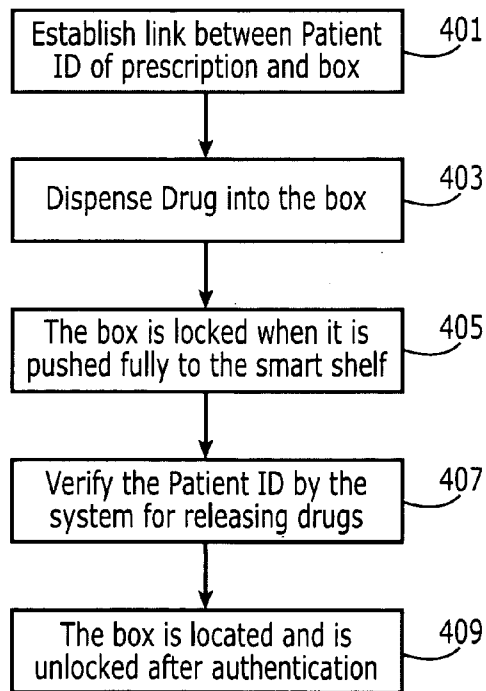 Establish link between Patient
ID of prescription and box
401
Dispense Drug into the box
403
The box is locked when it is
pushed fully to the smart shelf
405
Verify the Patient ID by the
system for releasing drugs
407
The box is located and is
unlocked after authentication
409